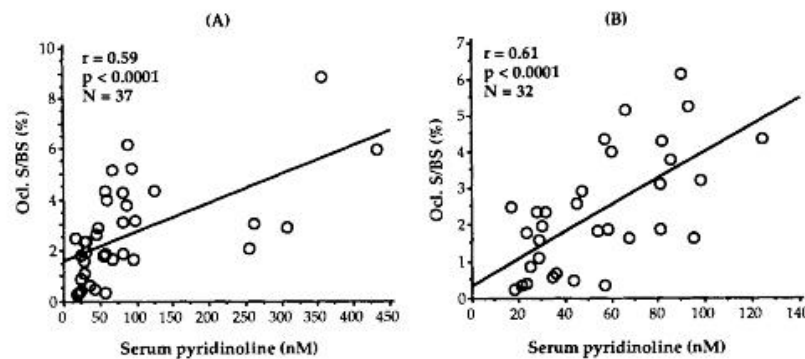 (A)
r = 0.59
p < 0.0001
N = 37
Ocl. S/BS (%)
10
8
6
4
2
0
0 50 100 150 200 250 300 350 400 450
Serum pyridinoline (nM)
(B)
r = 0.61
p < 0.0001
N = 32
Ocl. S/BS (%)
7
6
5
4
3
2
1
0
0 20 40 60 80 100 120 140
Serum pyridinoline (nM)